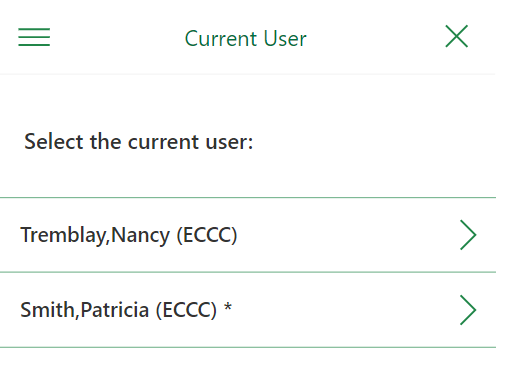 Current User
Select the current user:
Tremblay,Nancy (ECCC)
Smith,Patricia (ECCC) *